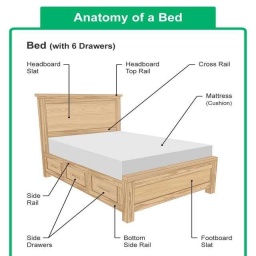 Anatomy of a Bed
Bed (with 6 Drawers)
Headboard
Slat
Headboard
Top Rail
Cross Rail
Mattress
(Cushion)
Side
Rail
Side
Drawers
Bottom
Side Rail
Footboard
Slat